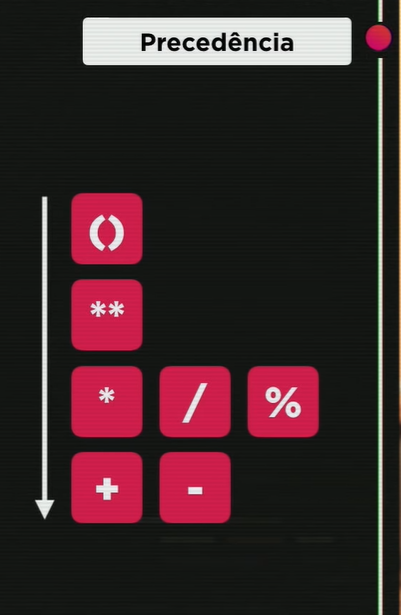 Precedência
()
**
* / %
+ -